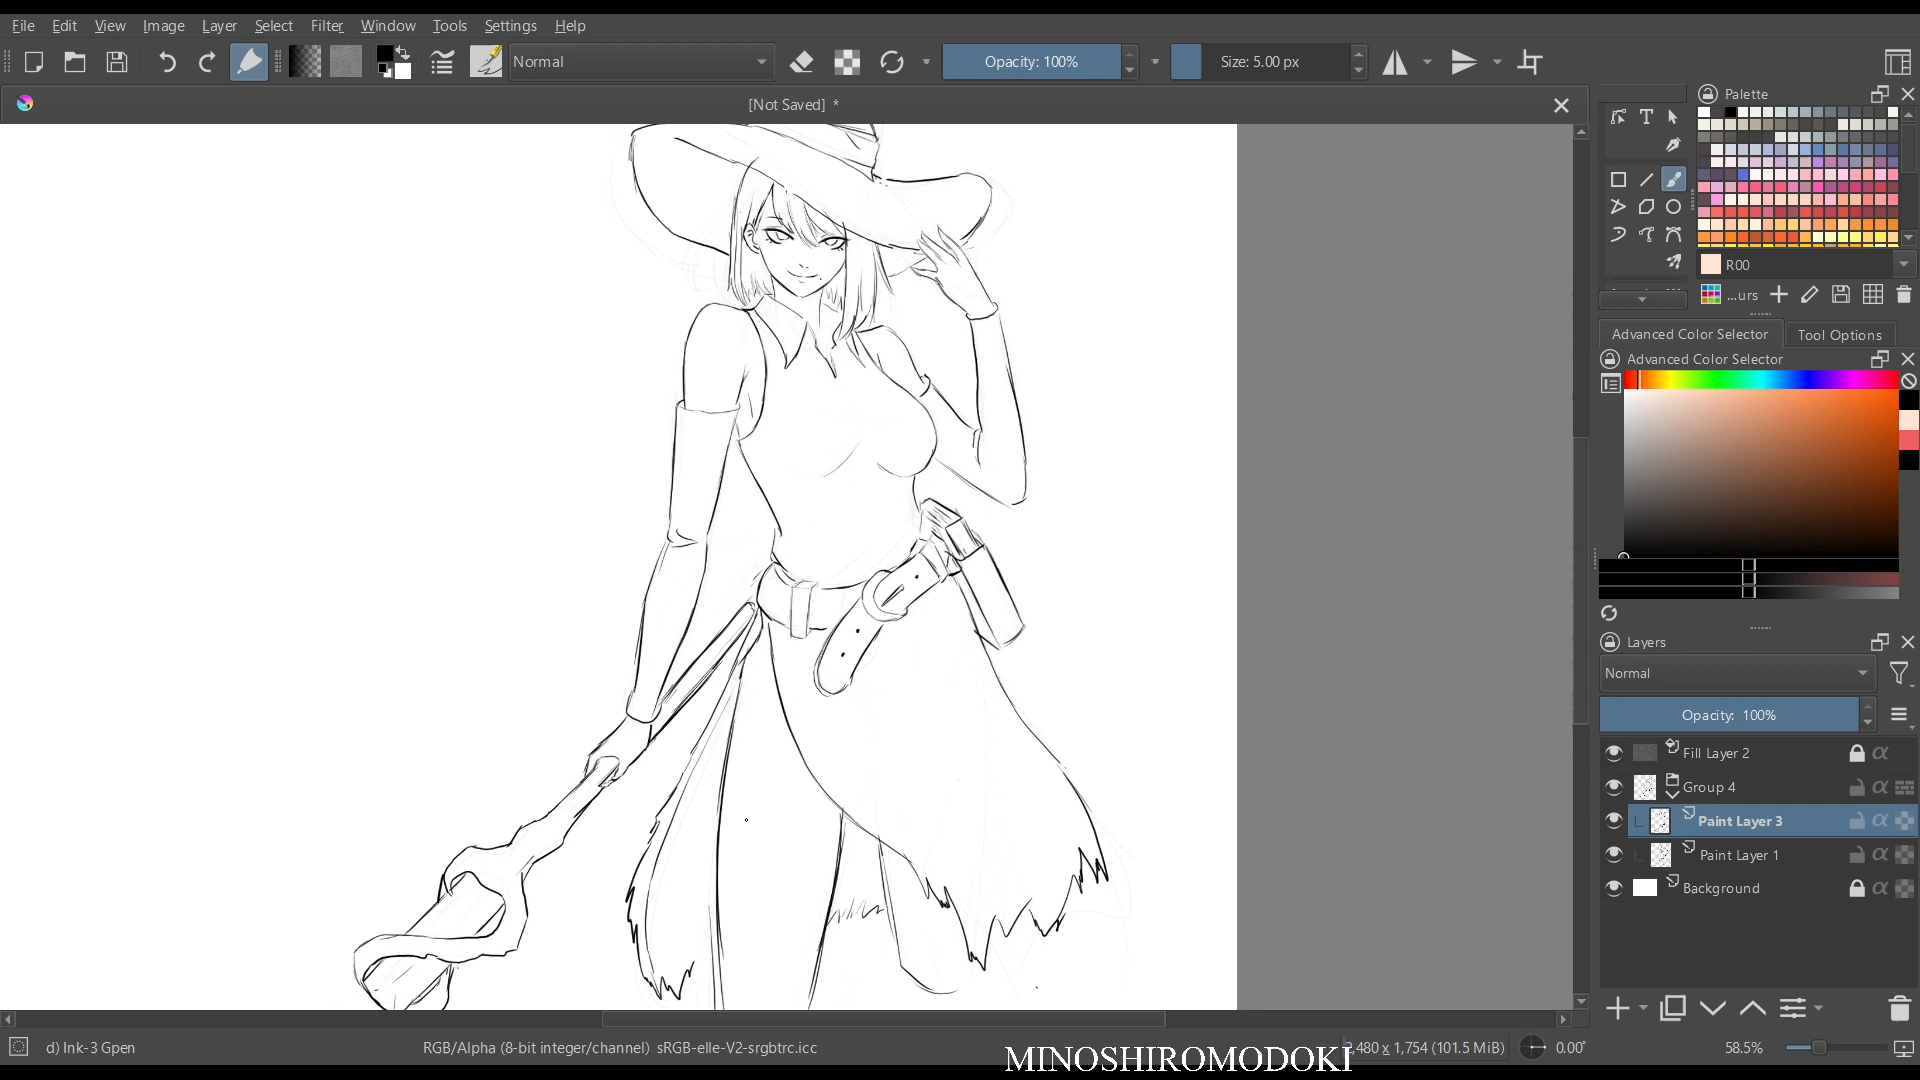 File Edit View Image Layer Select Filter Window Tools Settings Help
Normal Opacity: 100% Size: 5.00 px
[Not Saved] *
Palette
R00
...urs
Advanced Color Selector Tool Options
Advanced Color Selector
Layers
Normal
Opacity: 100%
Fill Layer 2
Group 4
Paint Layer 3
Paint Layer 1
Background
d) Ink-3 Gpen RGB/Alpha (8-bit integer/channel) sRGB-elle-V2-srgbtrc.icc 2,480 x 1,754 (101.5 MiB) 0.00° 58.5%
MINOSHIROMODOKI